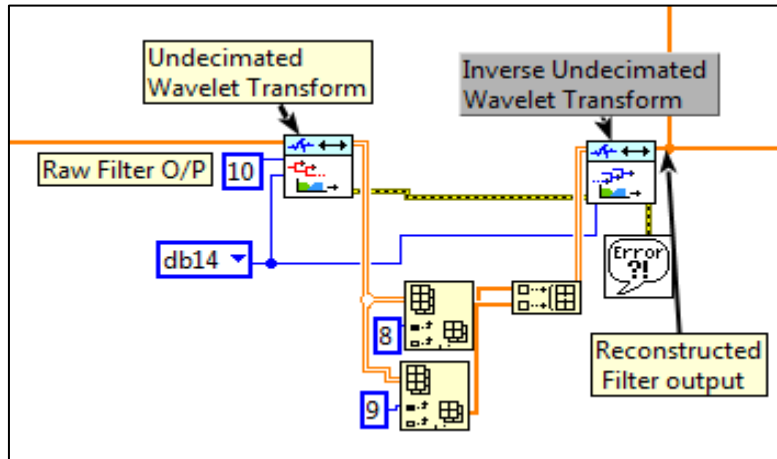 Undecimated
Wavelet Transform
Inverse Undecimated
Wavelet Transform
Raw Filter O/P
10
db14
8
9
Error
?!
Reconstructed
Filter output